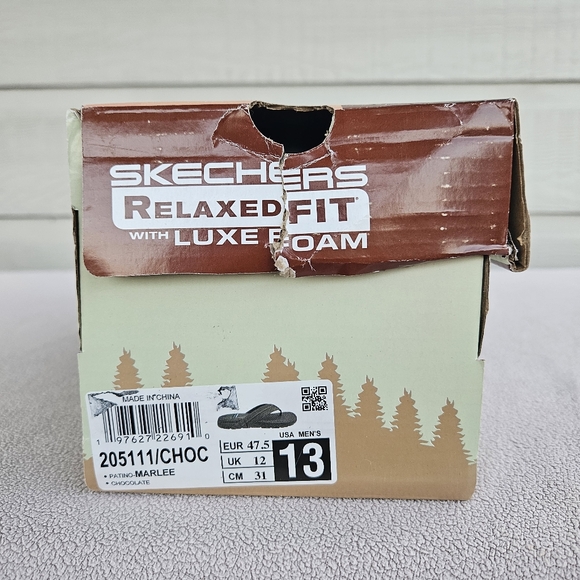 SKECHERS
RELAXED FIT
WITH LUXE FOAM
MADE IN CHINA
1 97627 22691 0
205111/CHOC
• PATINO-MARLEE
• CHOCOLATE
EUR 47.5
UK 12
CM 31
USA MEN'S
13